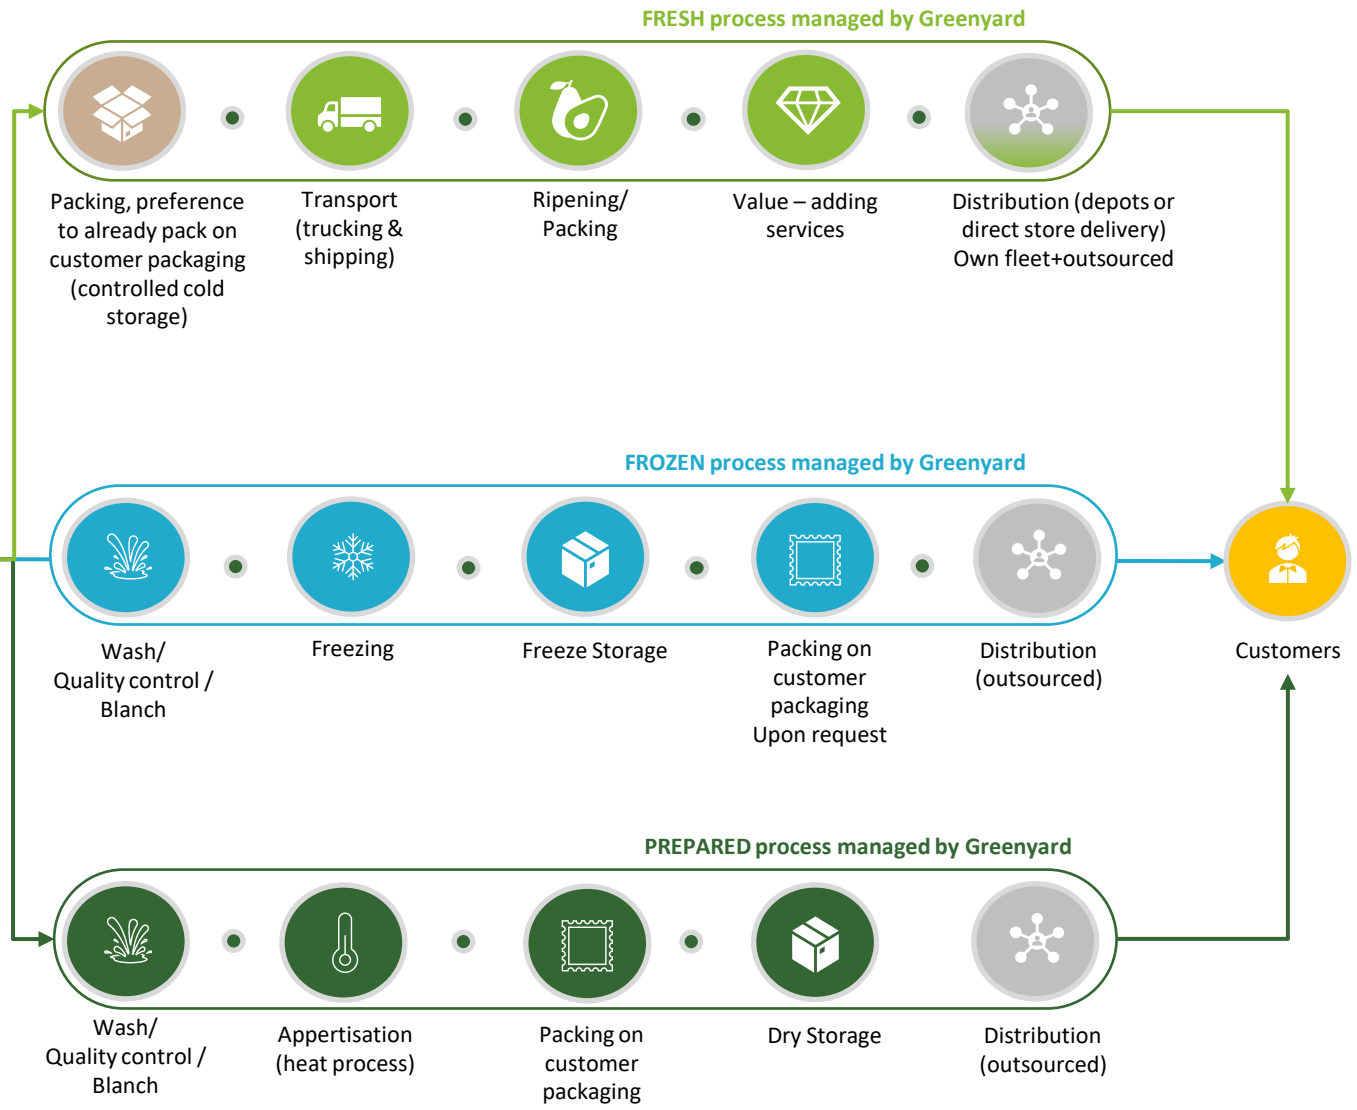 FRESH process managed by Greenyard
Packing, preference
to already pack on
customer packaging
(controlled cold
storage)
Transport
(trucking &
shipping)
Ripening/
Packing
Value – adding
services
Distribution (depots or
direct store delivery)
Own fleet+outsourced
FROZEN process managed by Greenyard
Wash/
Quality control /
Blanch
Freezing
Freeze Storage
Packing on
customer
packaging
Upon request
Distribution
(outsourced)
Customers
PREPARED process managed by Greenyard
Wash/
Quality control /
Blanch
Appertisation
(heat process)
Packing on
customer
packaging
Dry Storage
Distribution
(outsourced)